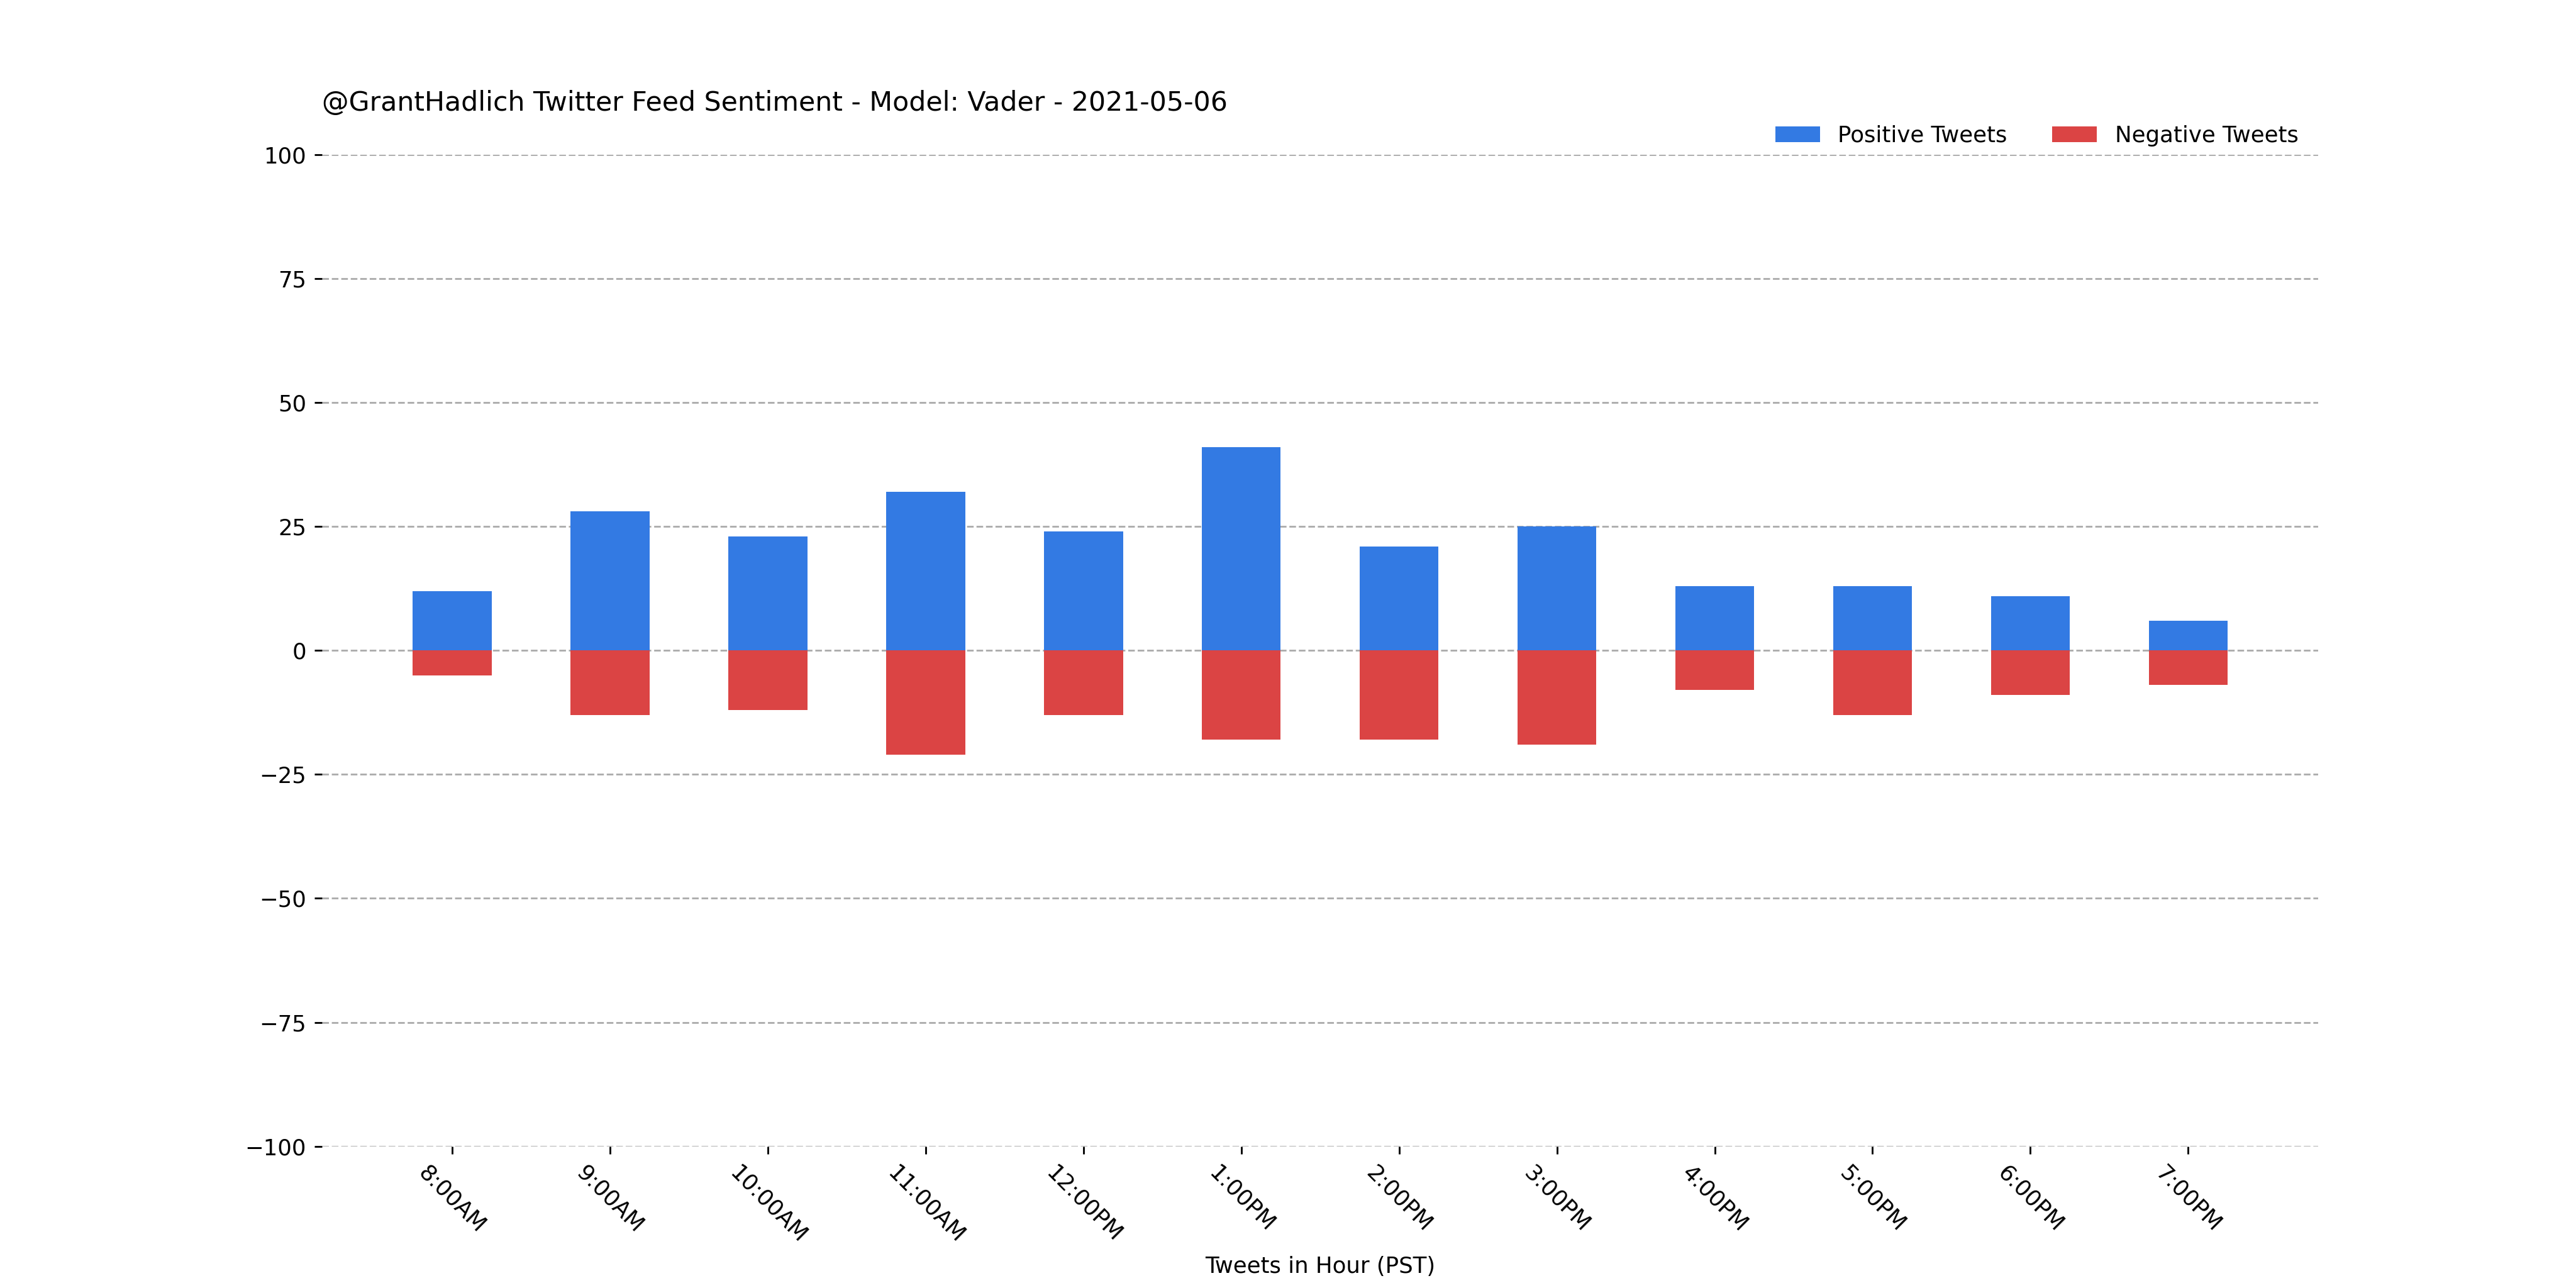 @GrantHadlich Twitter Feed Sentiment - Model: Vader - 2021-05-06
Positive Tweets
Negative Tweets
100
75
50
25
0
−25
−50
−75
−100
8:00AM
9:00AM
10:00AM
11:00AM
12:00PM
1:00PM
2:00PM
3:00PM
4:00PM
5:00PM
6:00PM
7:00PM
Tweets in Hour (PST)